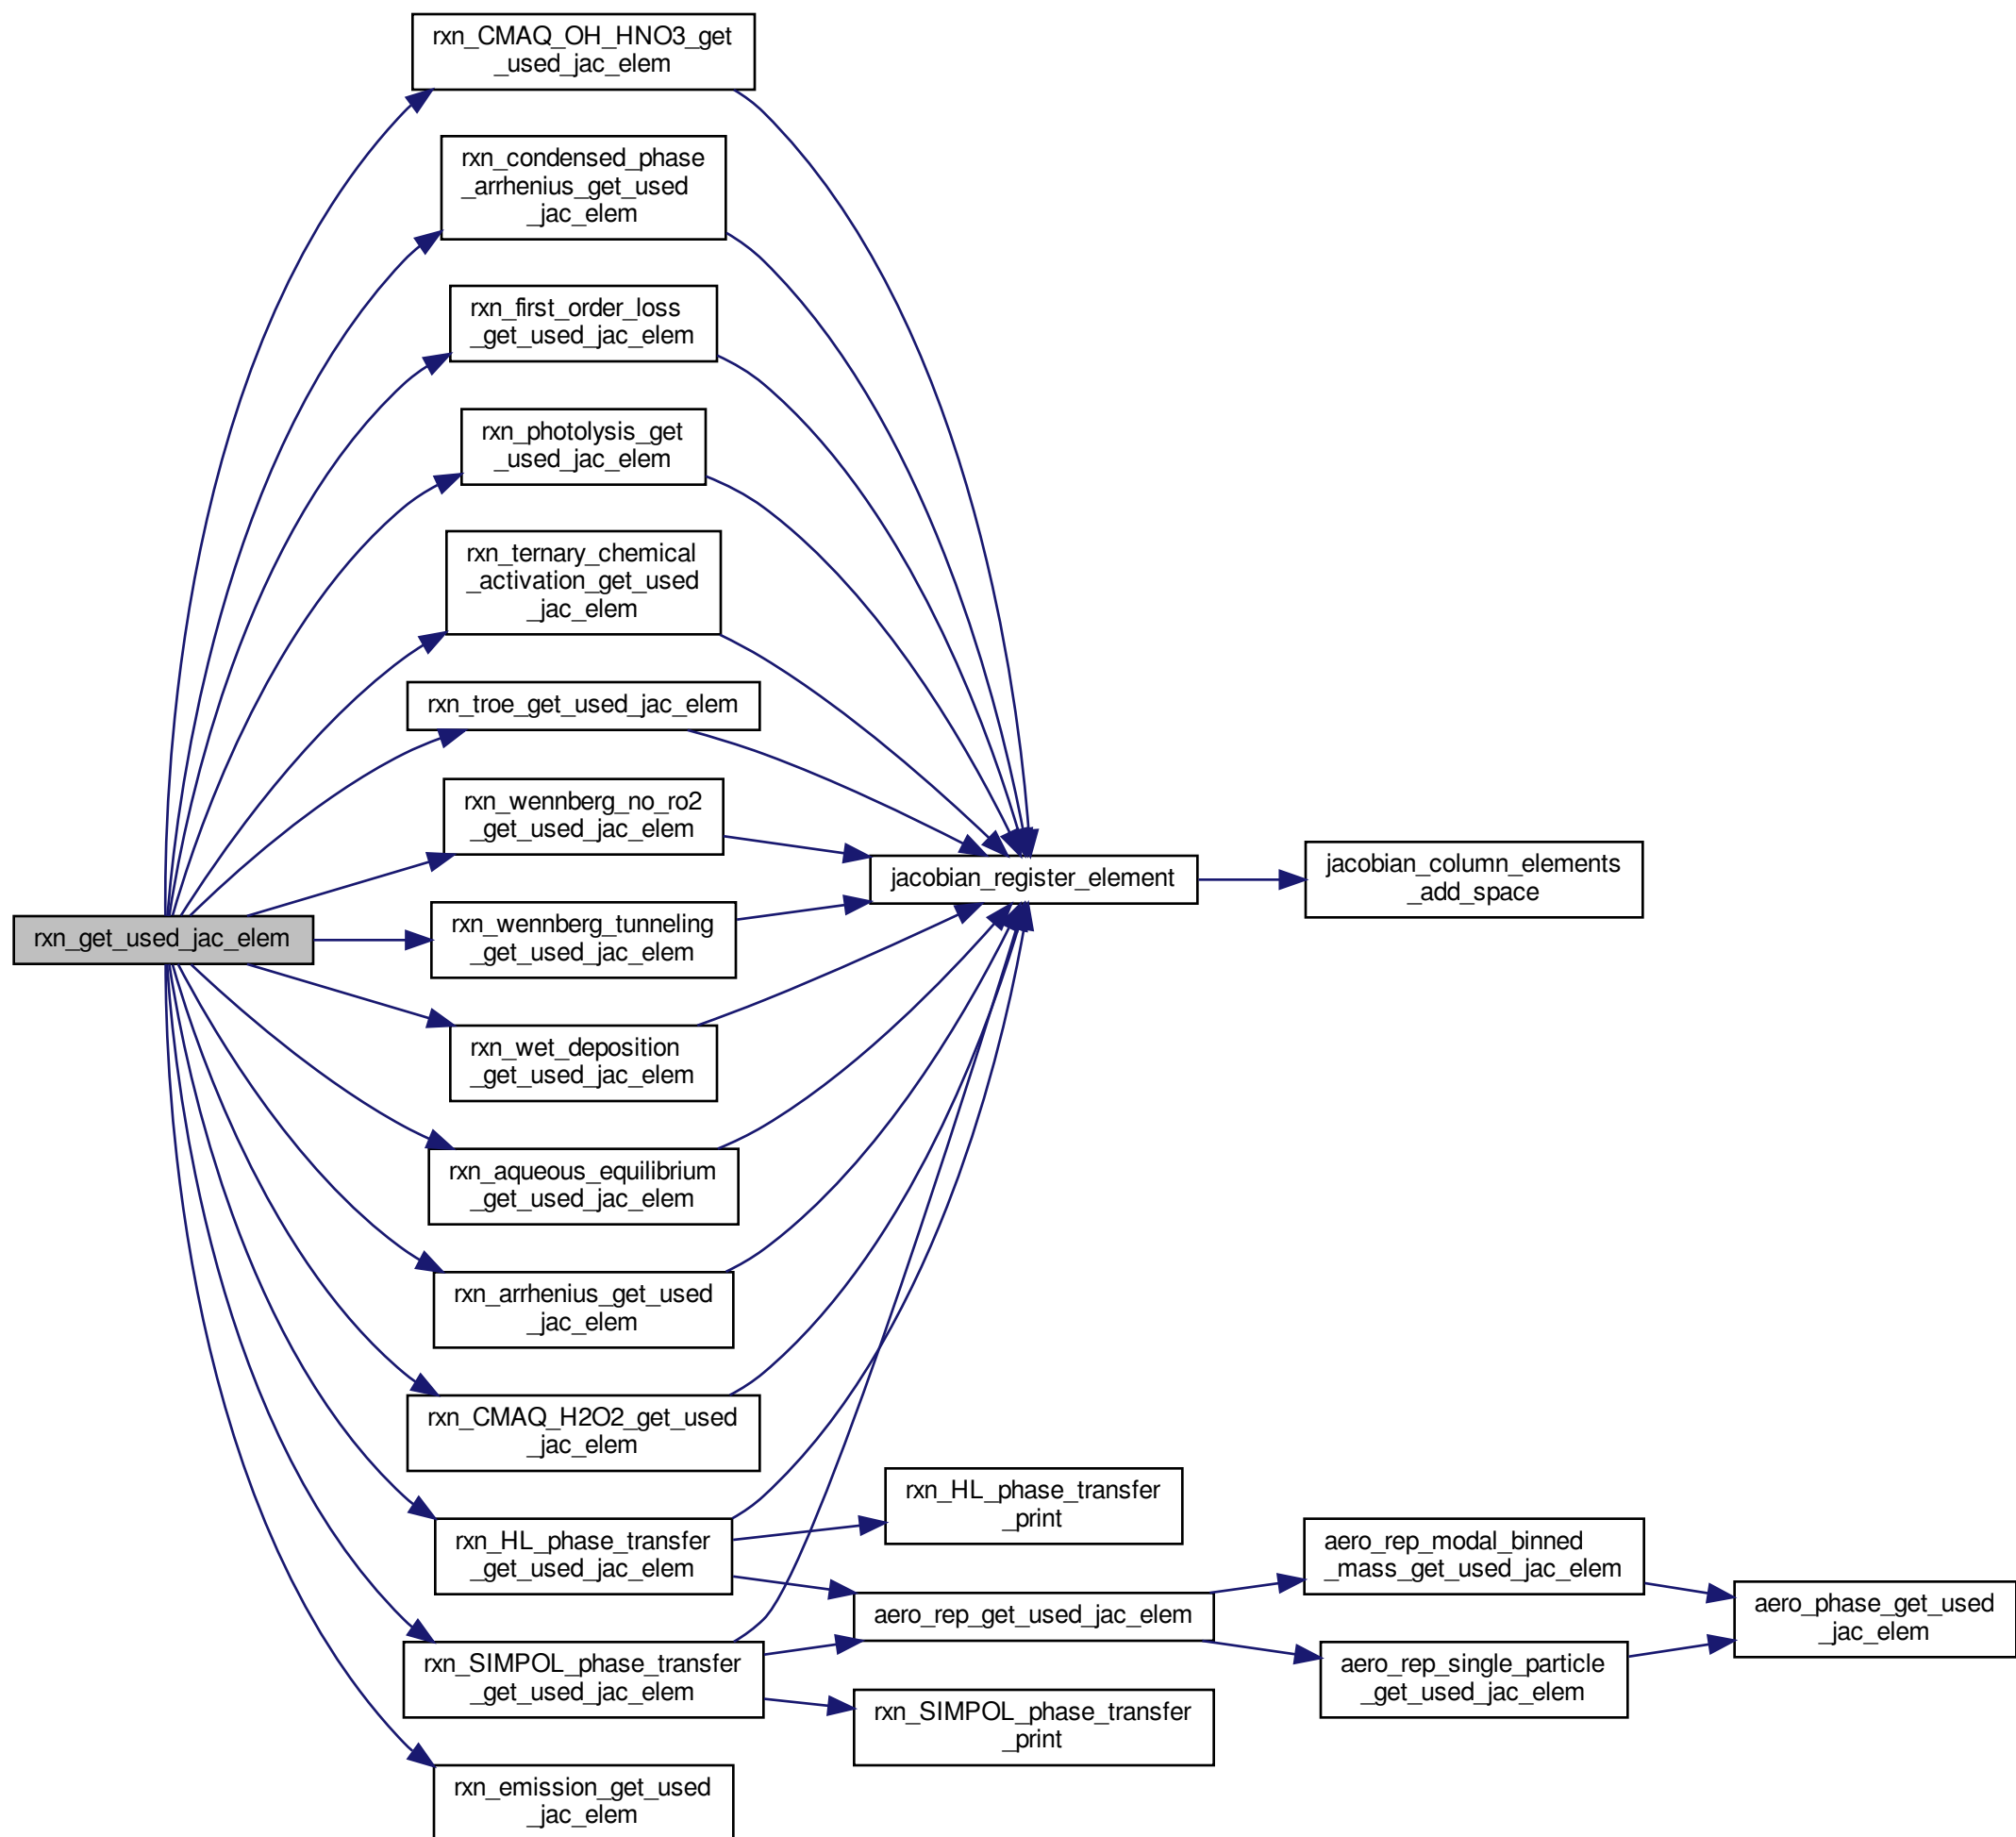 rxn_CMAQ_OH_HNO3_get
_used_jac_elem
rxn_condensed_phase
_arrhenius_get_used
_jac_elem
rxn_first_order_loss
_get_used_jac_elem
rxn_photolysis_get
_used_jac_elem
rxn_ternary_chemical
_activation_get_used
_jac_elem
rxn_troe_get_used_jac_elem
rxn_wennberg_no_ro2
_get_used_jac_elem
jacobian_register_element
jacobian_column_elements
_add_space
rxn_get_used_jac_elem
rxn_wennberg_tunneling
_get_used_jac_elem
rxn_wet_deposition
_get_used_jac_elem
rxn_aqueous_equilibrium
_get_used_jac_elem
rxn_arrhenius_get_used
_jac_elem
rxn_CMAQ_H2O2_get_used
_jac_elem
rxn_HL_phase_transfer
_print
rxn_HL_phase_transfer
_get_used_jac_elem
aero_rep_modal_binned
_mass_get_used_jac_elem
aero_rep_get_used_jac_elem
aero_phase_get_used
_jac_elem
rxn_SIMPOL_phase_transfer
_get_used_jac_elem
aero_rep_single_particle
_get_used_jac_elem
rxn_SIMPOL_phase_transfer
_print
rxn_emission_get_used
_jac_elem